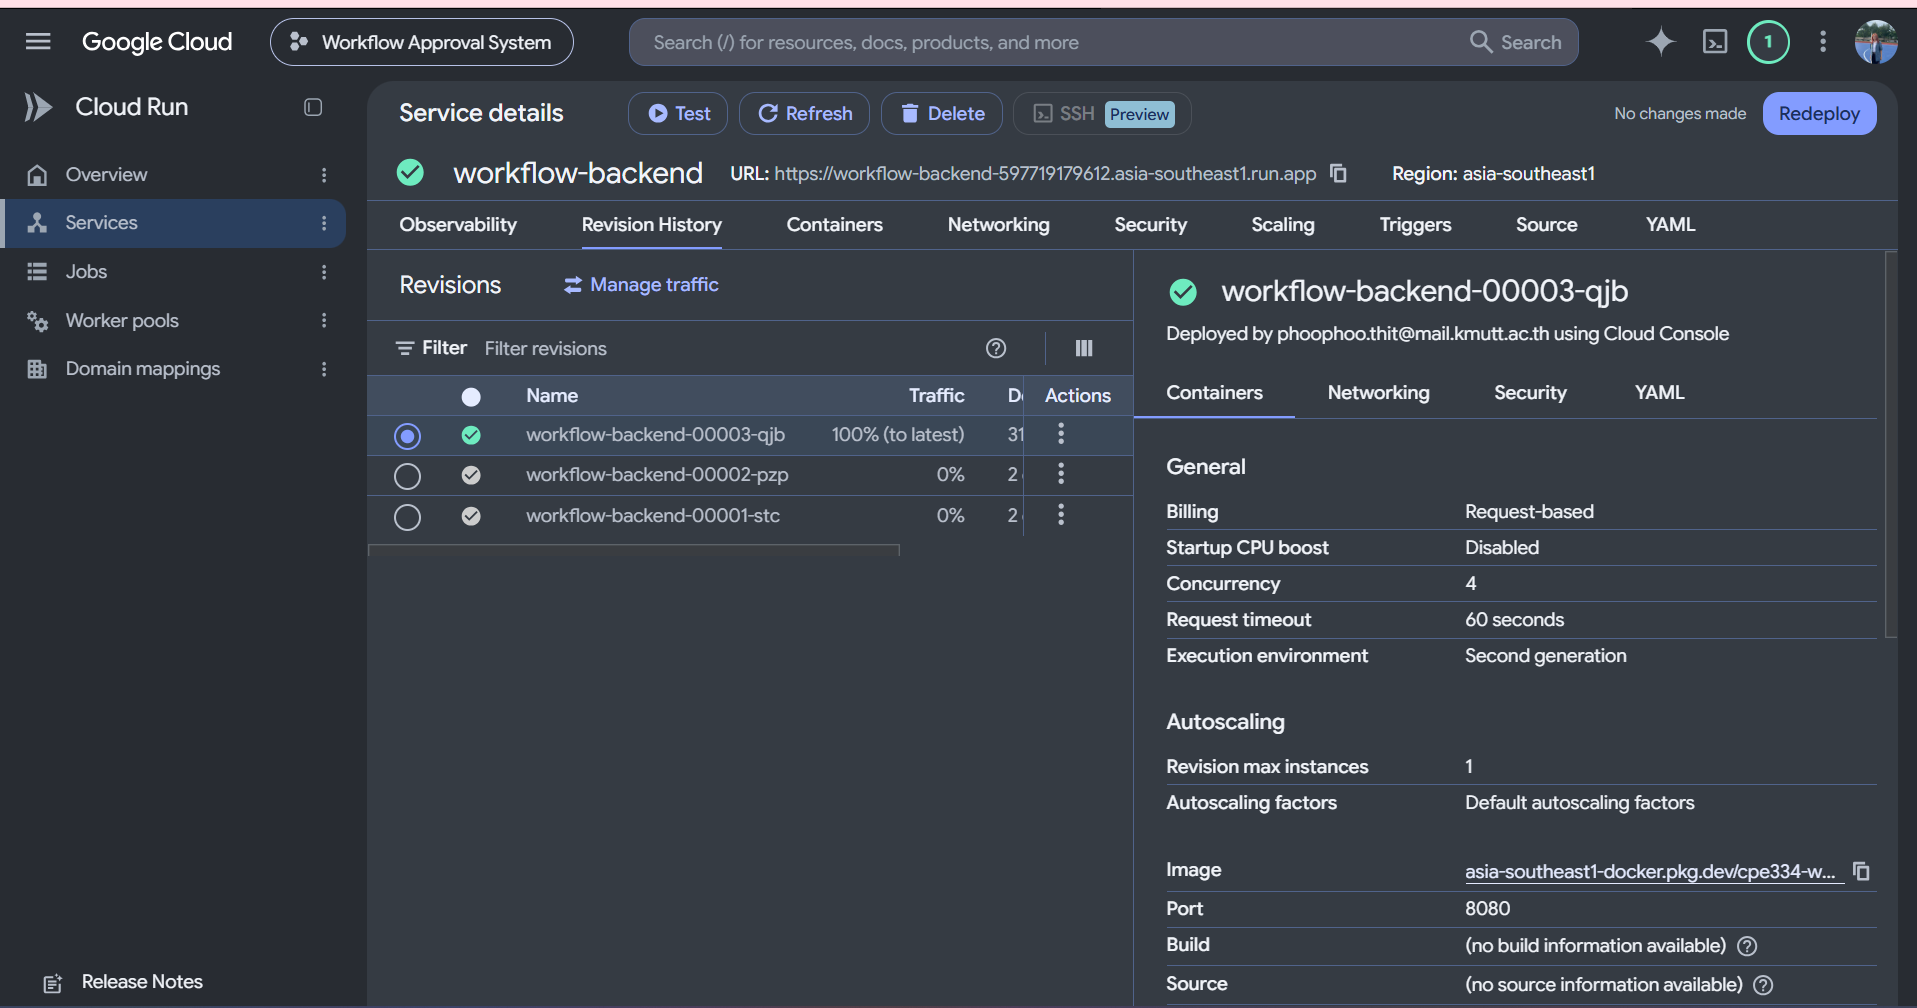 Google Cloud
Workflow Approval System
Search (/) for resources, docs, products, and more
Search
1
Cloud Run
Service details
Test
Refresh
Delete
SSH
Preview
No changes made
Redeploy
Overview
Services
Jobs
Worker pools
Domain mappings
Release Notes
workflow-backend
URL: https://workflow-backend-597719179612.asia-southeast1.run.app
Region: asia-southeast1
Observability
Revision History
Containers
Networking
Security
Scaling
Triggers
Source
YAML
Revisions
Manage traffic
Filter
Filter revisions
Name
Traffic
Actions
workflow-backend-00003-qjb
100% (to latest)
31
workflow-backend-00002-pzp
0%
2
workflow-backend-00001-stc
0%
2
workflow-backend-00003-qjb
Deployed by phoophoo.thit@mail.kmutt.ac.th using Cloud Console
Containers
Networking
Security
YAML
General
Billing
Request-based
Startup CPU boost
Disabled
Concurrency
4
Request timeout
60 seconds
Execution environment
Second generation
Autoscaling
Revision max instances
1
Autoscaling factors
Default autoscaling factors
Image
asia-southeast1-docker.pkg.dev/cpe334-w...
Port
8080
Build
(no build information available)
Source
(no source information available)